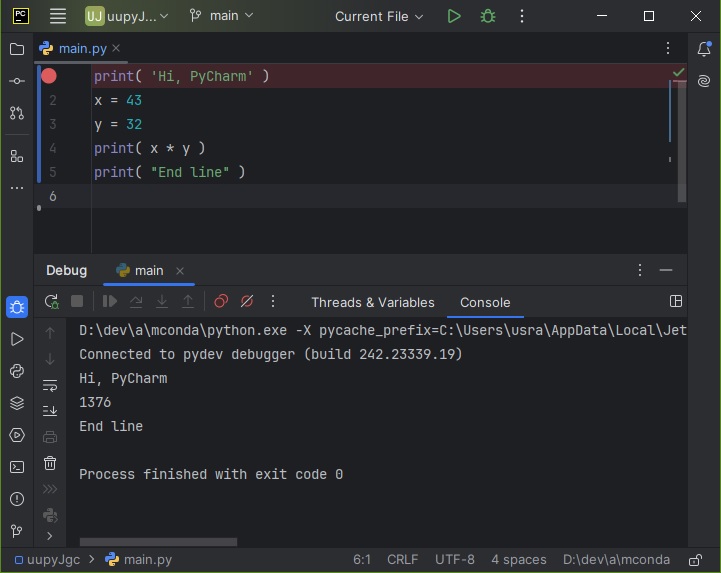 PC UJ uupyJ... main Current File
main.py
print( 'Hi, PyCharm' )
2 x = 43
3 y = 32
4 print( x * y )
5 print( "End line" )
6
Debug main
Threads & Variables Console
D:\dev\a\mconda\python.exe -X pycache_prefix=C:\Users\usra\AppData\Local\Jet
Connected to pydev debugger (build 242.23339.19)
Hi, PyCharm
1376
End line
Process finished with exit code 0
uupyJgc main.py 6:1 CRLF UTF-8 4 spaces D:\dev\a\mconda